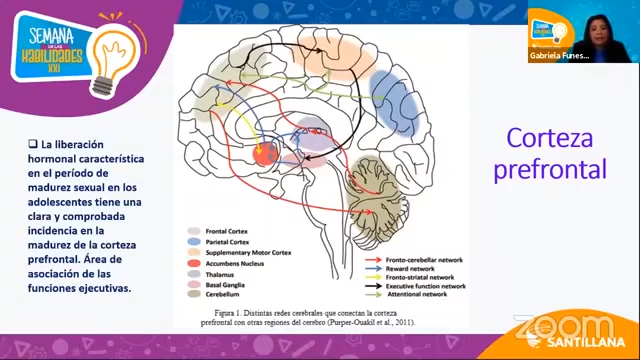 SEMANA
DE LAS
HABILIDADES
XXI
❑ La liberación
hormonal característica
en el período de
madurez sexual en los
adolescentes tiene una
clara y comprobada
incidencia en la
madurez de la corteza
prefrontal. Área de
asociación de las
funciones ejecutivas.
Frontal Cortex
Parietal Cortex
Supplementary Motor Cortex
Accumbens Nucleus
Thalamus
Basal Ganglia
Cerebellum
Fronto-cerebellar network
Reward network
Fronto-striatal network
Executive function network
Attentional network
Figura 1. Distintas redes cerebrales que conectan la corteza
prefrontal con otras regiones del cerebro (Purper-Ouakil et al., 2011).
Corteza
prefrontal
SEMANA
HABILIDADES
Gabriela Funes...
zoom
SANTILLANA